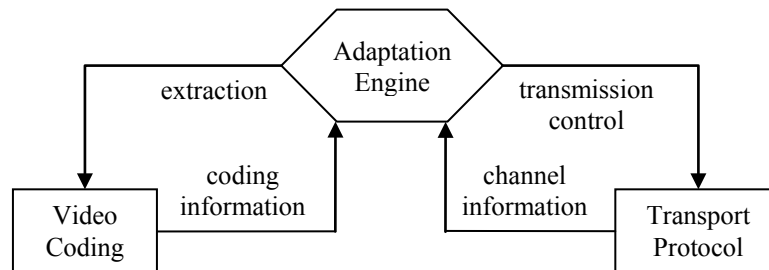 Adaptation
Engine
extraction
transmission
control
coding
information
channel
information
Video
Coding
Transport
Protocol